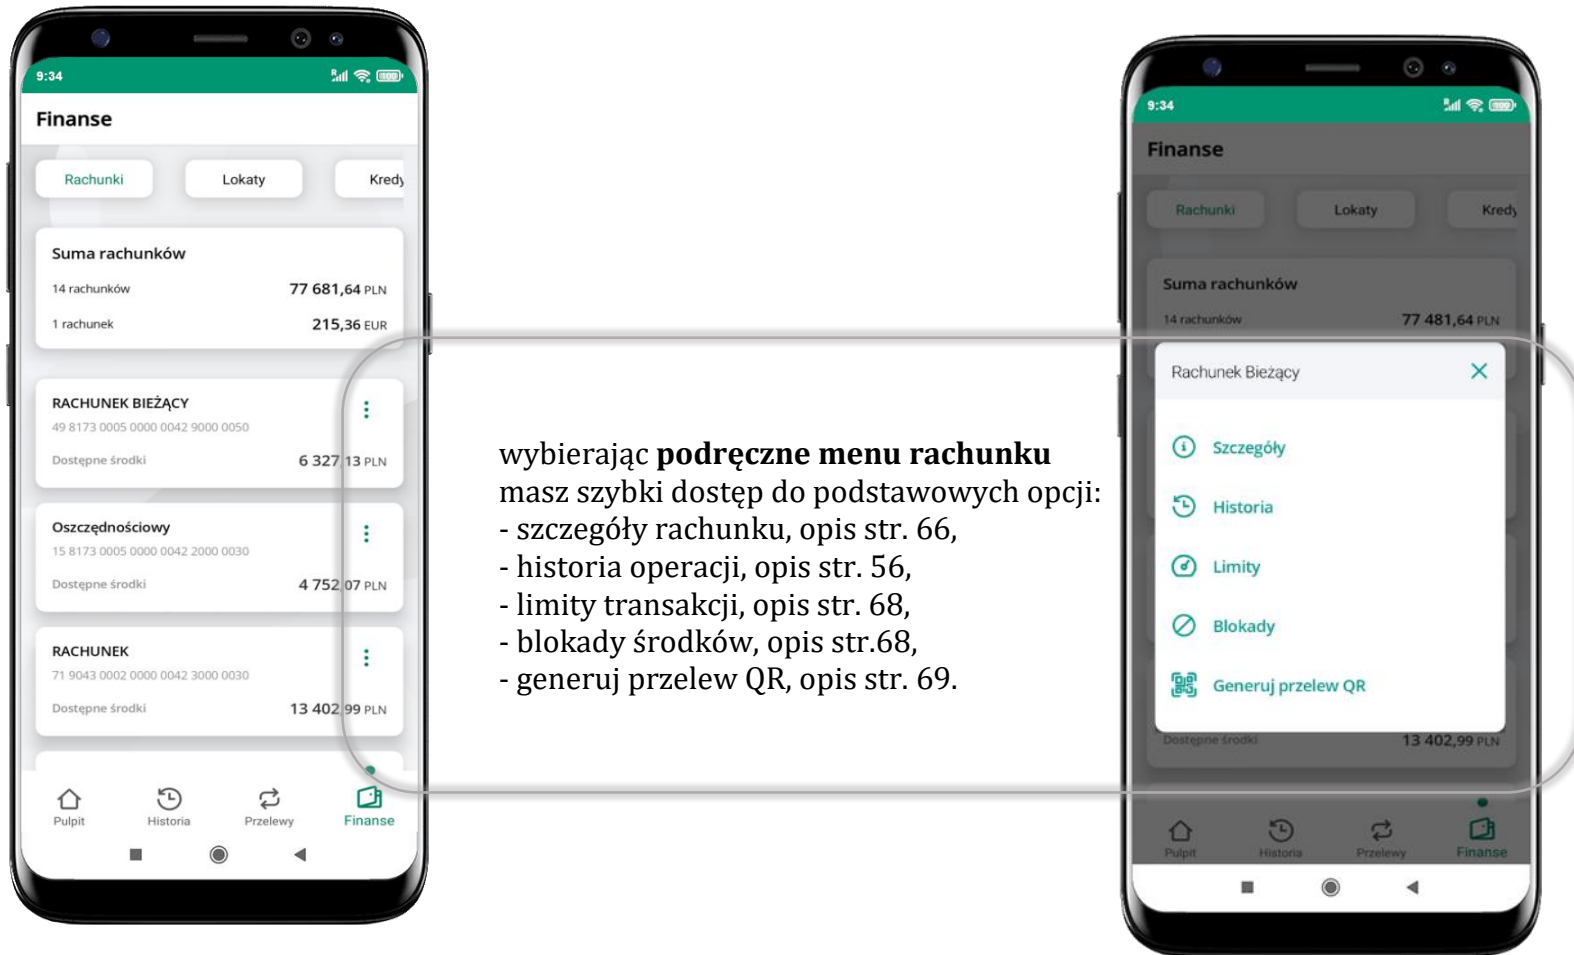 9:34
Finanse
Rachunki Lokaty Kredy
Suma rachunków
14 rachunków 77 681,64 PLN
1 rachunek 215,36 EUR
RACHUNEK BIEŻĄCY
49 8173 0005 0000 0042 9000 0050
Dostępne środki 6 327,13 PLN
Oszczędnościowy
15 8173 0005 0000 0042 2000 0030
Dostępne środki 4 752,07 PLN
RACHUNEK
71 9043 0002 0000 0042 3000 0030
Dostępne środki 13 402,99 PLN
Pulpit Historia Przelewy Finanse
wybierając podręczne menu rachunku
masz szybki dostęp do podstawowych opcji:
- szczegóły rachunku, opis str. 66,
- historia operacji, opis str. 56,
- limity transakcji, opis str. 68,
- blokady środków, opis str.68,
- generuj przelew QR, opis str. 69.
9:34
Finanse
Rachunki Lokaty Kredy
Suma rachunków
14 rachunków 77 481,64 PLN
Rachunek Bieżący
Szczegóły
Historia
Limity
Blokady
Generuj przelew QR
Dostępne środki 13 402,99 PLN
Pulpit Historia Przelewy Finanse